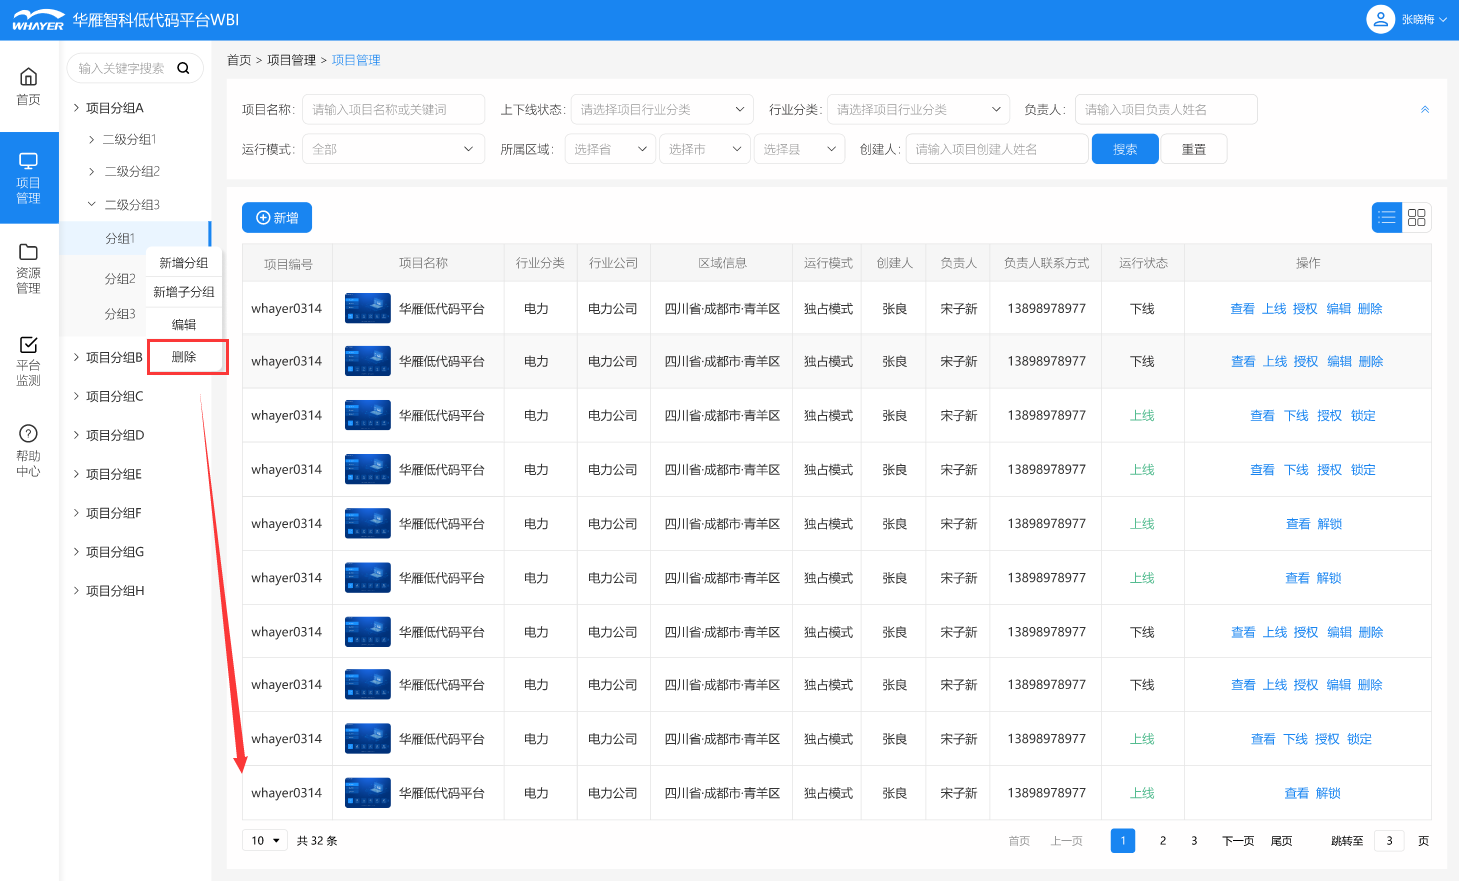 WHAYER 华雁智科低代码平台WBI
张晓梅
输入关键字搜索
首页
项目管理
资源管理
平台监测
帮助中心
项目分组A
二级分组1
二级分组2
二级分组3
分组1
分组2
分组3
项目分组B
项目分组C
项目分组D
项目分组E
项目分组F
项目分组G
项目分组H
新增分组
新增子分组
编辑
删除
首页 > 项目管理 > 项目管理
项目名称: 请输入项目名称或关键词 上下线状态: 请选择项目行业分类 行业分类: 请选择项目行业分类 负责人: 请输入项目负责人姓名
运行模式: 全部 所属区域: 选择省 选择市 选择县 创建人: 请输入项目创建人姓名 搜索 重置
新增
项目编号 项目名称 行业分类 行业公司 区域信息 运行模式 创建人 负责人 负责人联系方式 运行状态 操作
whayer0314 华雁低代码平台 电力 电力公司 四川省·成都市·青羊区 独占模式 张良 宋子新 13898978977 下线 查看 上线 授权 编辑 删除
whayer0314 华雁低代码平台 电力 电力公司 四川省·成都市·青羊区 独占模式 张良 宋子新 13898978977 下线 查看 上线 授权 编辑 删除
whayer0314 华雁低代码平台 电力 电力公司 四川省·成都市·青羊区 独占模式 张良 宋子新 13898978977 上线 查看 下线 授权 锁定
whayer0314 华雁低代码平台 电力 电力公司 四川省·成都市·青羊区 独占模式 张良 宋子新 13898978977 上线 查看 下线 授权 锁定
whayer0314 华雁低代码平台 电力 电力公司 四川省·成都市·青羊区 独占模式 张良 宋子新 13898978977 上线 查看 解锁
whayer0314 华雁低代码平台 电力 电力公司 四川省·成都市·青羊区 独占模式 张良 宋子新 13898978977 上线 查看 解锁
whayer0314 华雁低代码平台 电力 电力公司 四川省·成都市·青羊区 独占模式 张良 宋子新 13898978977 下线 查看 上线 授权 编辑 删除
whayer0314 华雁低代码平台 电力 电力公司 四川省·成都市·青羊区 独占模式 张良 宋子新 13898978977 下线 查看 上线 授权 编辑 删除
whayer0314 华雁低代码平台 电力 电力公司 四川省·成都市·青羊区 独占模式 张良 宋子新 13898978977 上线 查看 下线 授权 锁定
whayer0314 华雁低代码平台 电力 电力公司 四川省·成都市·青羊区 独占模式 张良 宋子新 13898978977 上线 查看 解锁
10 共 32 条 首页 上一页 1 2 3 下一页 尾页 跳转至 3 页